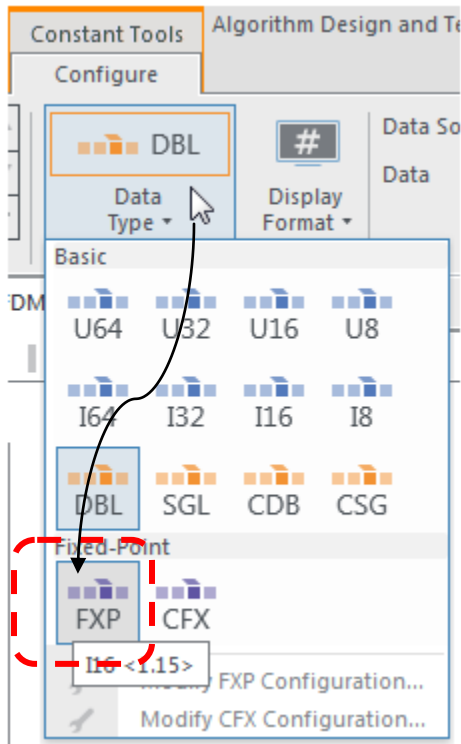 Constant Tools Algorithm Design and Te
Configure
DBL # Data So
Data Display Data
Type Format
Basic
DM
U64 U32 U16 U8
I64 I32 I16 I8
DBL SGL CDB CSG
Fixed-Point
FXP CFX
I16 <1.15>
FXP Configuration...
Modify CFX Configuration...